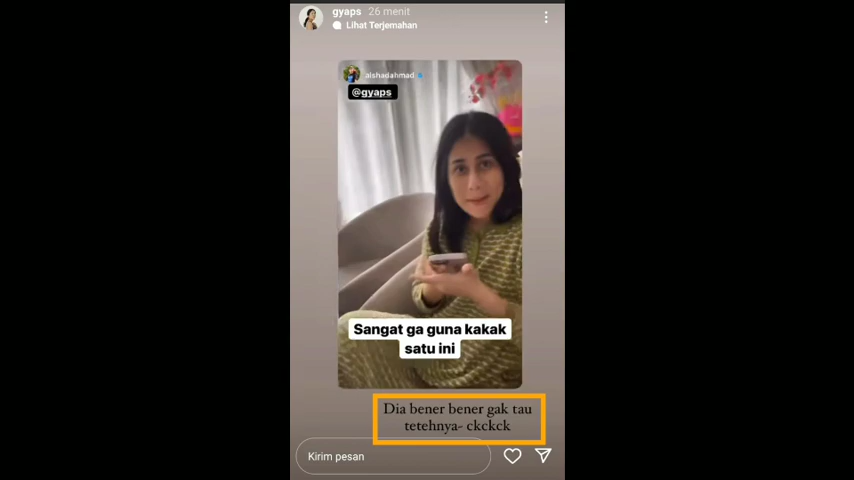 gyaps 26 menit
Lihat Terjemahan
alshadahmad
@gyaps
Sangat ga guna kakak
satu ini
Dia bener bener gak tau
tetehnya- ckckck
Kirim pesan